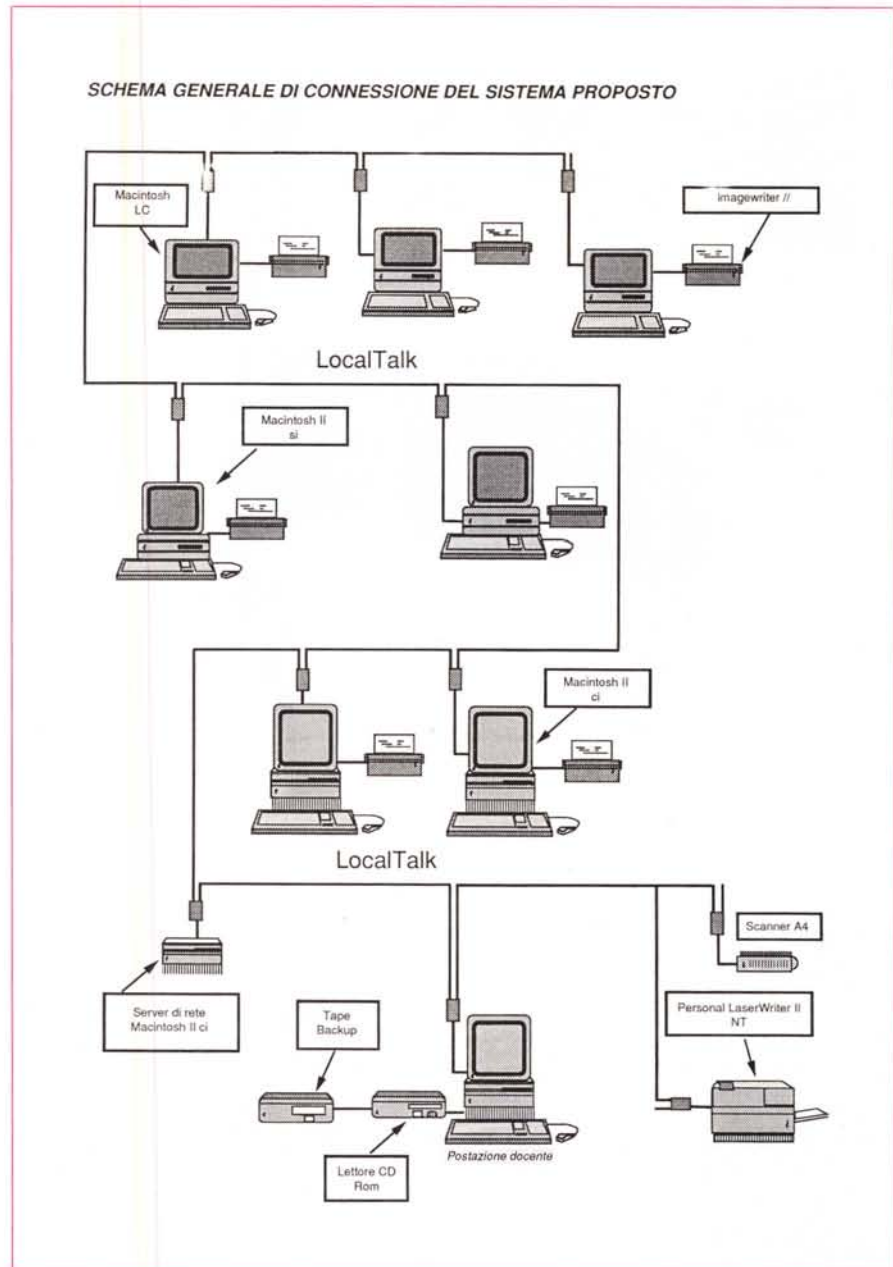 SCHEMA GENERALE DI CONNESSIONE DEL SISTEMA PROPOSTO
Macintosh
LC
imagewriter //
LocalTalk
Macintosh II
si
Macintosh II
ci
LocalTalk
Scanner A4
Server di rete
Macintosh II ci
Tape
Backup
Personal LaserWriter II
NT
Lettore CD
Rom
Postazione docente